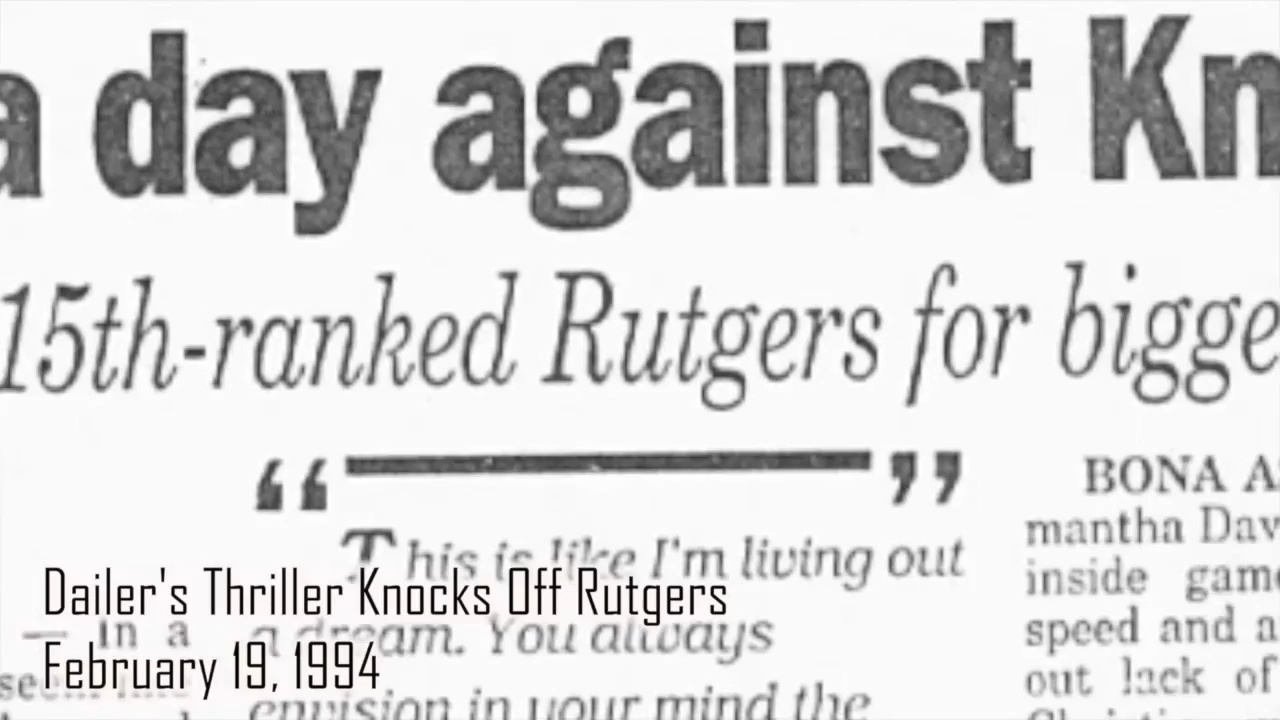 a day against Kn
15th-ranked Rutgers for bigge
“ ”
This is like I'm living out
a dream. You always
envision in your mind the
BONA A
mantha Dav
inside gam
speed and a
out lack of
— In a
Dailer's Thriller Knocks Off Rutgers
February 19, 1994